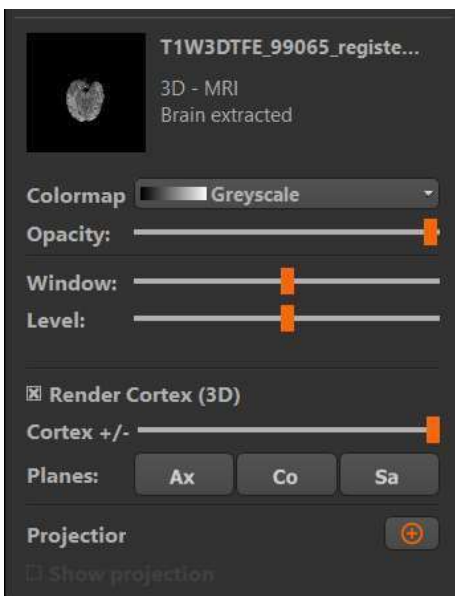 T1W3DTFE_99065_registe...
3D - MRI
Brain extracted
Colormap Greyscale
Opacity:
Window:
Level:
Render Cortex (3D)
Cortex +/-
Planes: Ax Co Sa
Projectior
Show projection